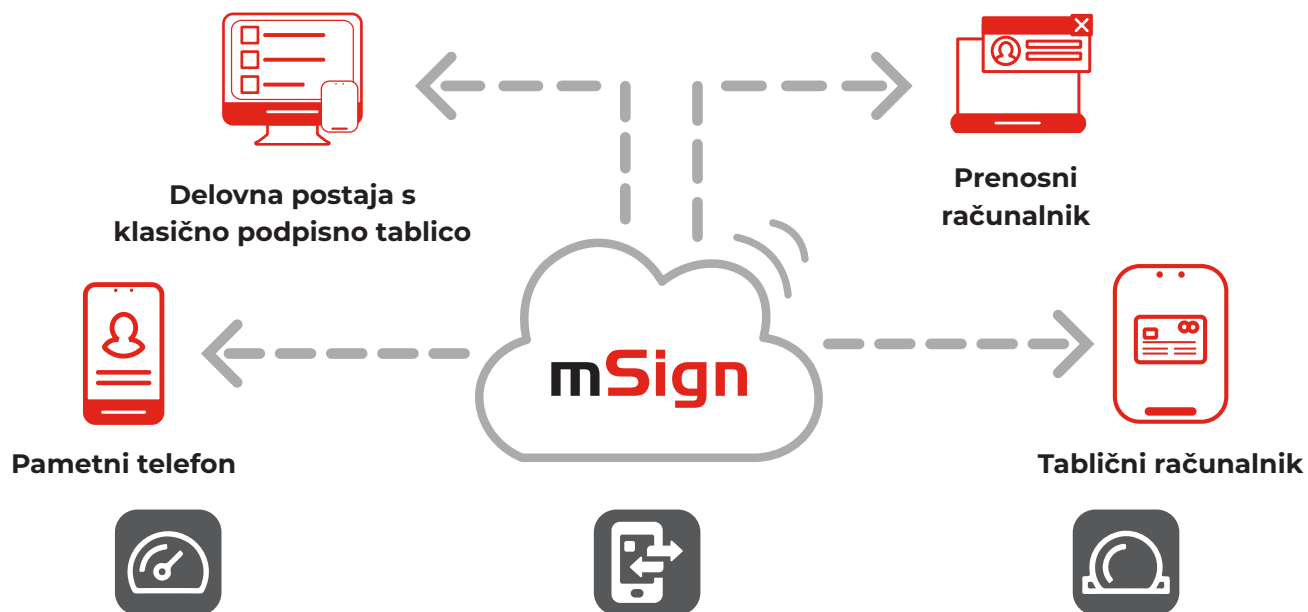 Delovna postaja s
klasično podpisno tablico
Prenosni
računalnik
mSign
Pametni telefon
Tablični računalnik